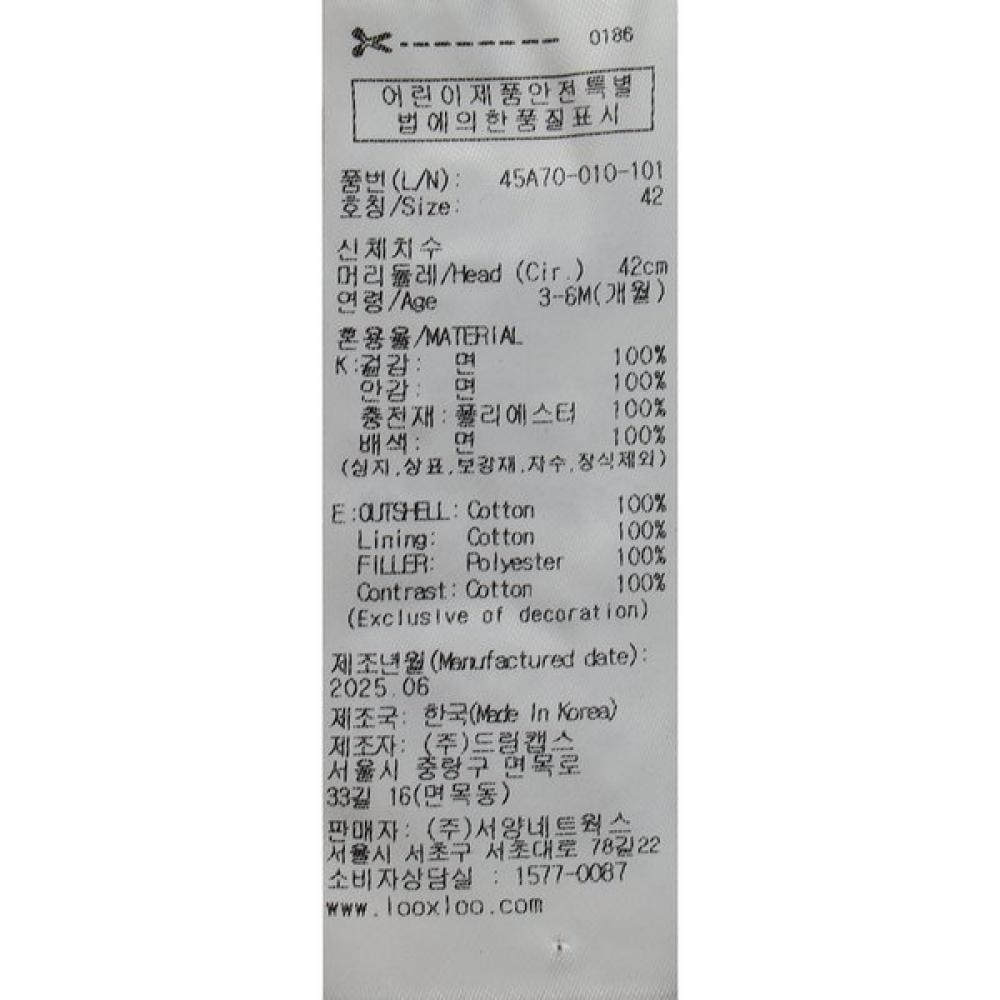 0186
어린이제품안전특별
법에의한품질표시
품번(L/N): 45A70-010-101
호칭/Size: 42
신체치수
머리둘레/Head (Cir.) 42cm
연령/Age 3-6M(개월)
혼용율/MATERIAL
K:겉감: 면 100%
안감: 면 100%
충전재:폴리에스터 100%
배색: 면 100%
(심지,상표,보강재,자수,장식제외)
E:OUTSHELL: Cotton 100%
Lining: Cotton 100%
FILLER: Polyester 100%
Contrast: Cotton 100%
(Exclusive of decoration)
제조년월(Manufactured date):
2025.06
제조국: 한국(Made In Korea)
제조자: (주)드림캡스
서울시 중랑구 면목로
33길 16(면목동)
판매자: (주)서양네트웍스
서울시 서초구 서초대로 78길22
소비자상담실 : 1577-0087
www.looxloo.com